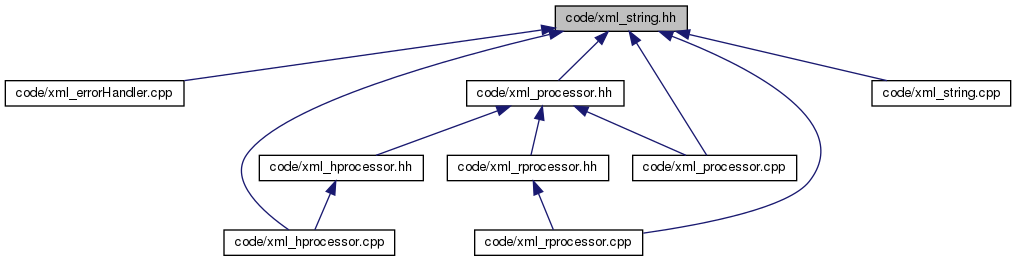 code/xml_string.hh
code/xml_errorHandler.cpp
code/xml_processor.hh
code/xml_string.cpp
code/xml_hprocessor.hh
code/xml_rprocessor.hh
code/xml_processor.cpp
code/xml_hprocessor.cpp
code/xml_rprocessor.cpp